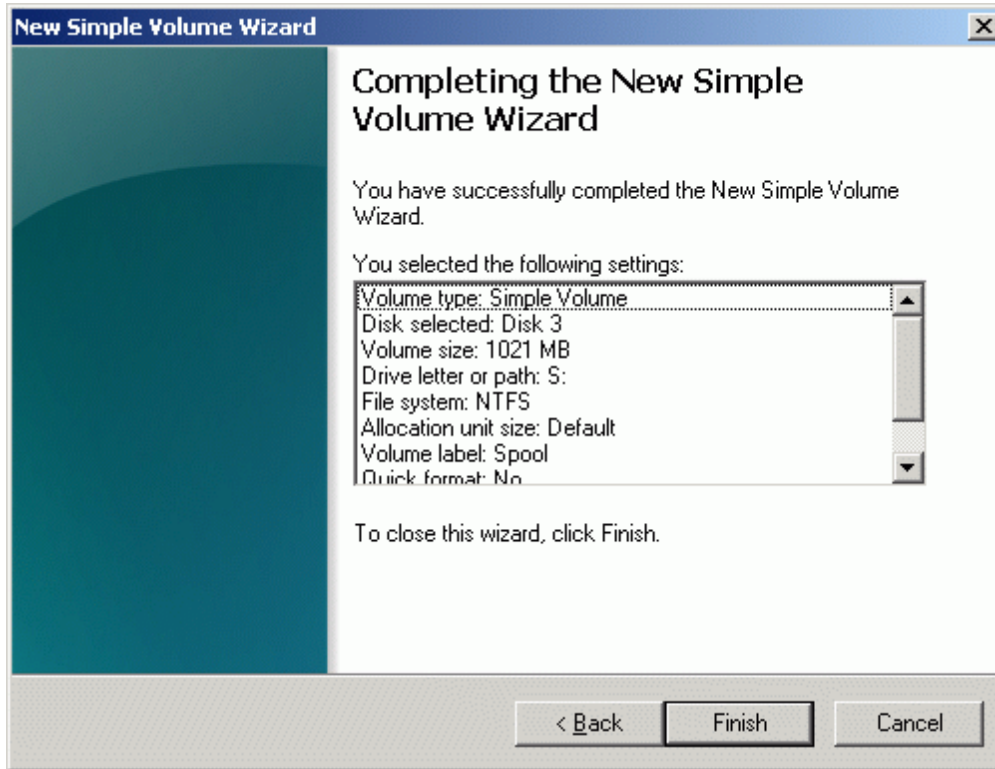 New Simple Volume Wizard
Completing the New Simple
Volume Wizard
You have successfully completed the New Simple Volume
Wizard.
You selected the following settings:
Volume type: Simple Volume
Disk selected: Disk 3
Volume size: 1021 MB
Drive letter or path: S:
File system: NTFS
Allocation unit size: Default
Volume label: Spool
Quick format: No
To close this wizard, click Finish.
< Back
Finish
Cancel